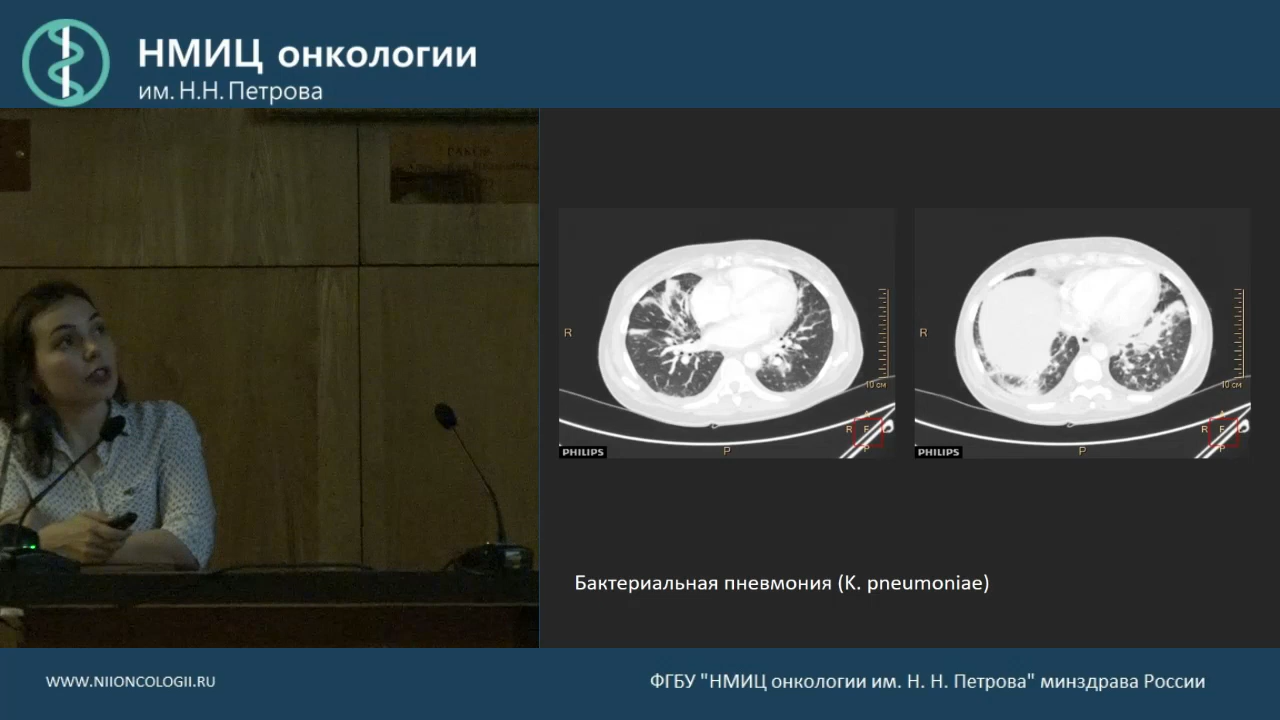 НМИЦ онкологии
им. Н.Н. Петрова
R
10 см
A
R F
P
P
PHILIPS
R
10 см
A
R F
P
P
PHILIPS
Бактериальная пневмония (K. pneumoniae)
WWW.NIIONCOLOGII.RU
ФГБУ "НМИЦ онкологии им. Н. Н. Петрова" минздрава России